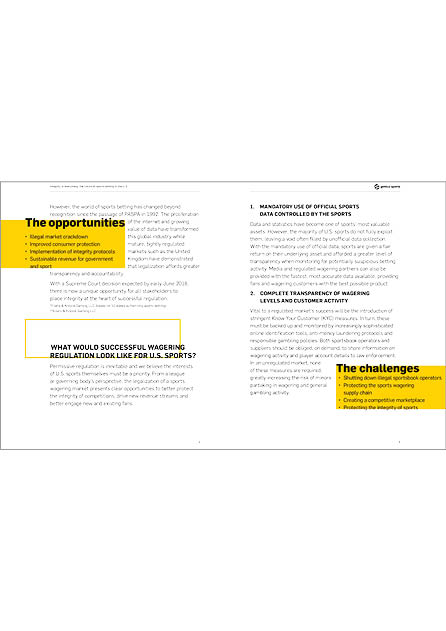 However, the world of sports betting has changed beyond
recognition since the passage of PASPA in 1992. The proliferation
of the internet and growing
value of data have transformed
this global industry while
mature, tightly-regulated
markets such as the United
Kingdom have demonstrated
that legalization affords greater
transparency and accountability.
The opportunities
• Illegal market crackdown
• Improved consumer protection
• Implementation of integrity protocols
• Sustainable revenue for government
and sport
With a Supreme Court decision expected by early June 2018,
there is now a unique opportunity for all stakeholders to
place integrity at the heart of successful regulation.
WHAT WOULD SUCCESSFUL WAGERING
REGULATION LOOK LIKE FOR U.S. SPORTS?
Permissive regulation is inevitable and we believe the interests
of U.S. sports themselves must be a priority. From a league
or governing body's perspective, the legalization of a sports
wagering market presents clear opportunities to better protect
the integrity of competitions, drive new revenue streams and
better engage new and existing fans.
genius sports
1. MANDATORY USE OF OFFICIAL SPORTS
DATA CONTROLLED BY THE SPORTS
Data and statistics have become one of sports' most valuable
assets. However, the majority of U.S. sports do not fully exploit
them, leaving a void often filled by unofficial data collection.
With the mandatory use of official data, sports are given a fair
return on their underlying asset and afforded a greater level of
transparency when monitoring for potentially suspicious betting
activity. Media and regulated wagering partners can also be
provided with the fastest, most accurate data available, providing
fans and wagering customers with the best possible product.
2. COMPLETE TRANSPARENCY OF WAGERING
LEVELS AND CUSTOMER ACTIVITY
Vital to a regulated market's success will be the introduction of
stringent Know Your Customer (KYC) measures. In turn, these
must be backed up and monitored by increasingly sophisticated
online identification tools, anti-money laundering protocols, and
responsible gambling policies. Both sportsbook operators and
suppliers should be obliged, on demand, to share information on
wagering activity and player account details to law enforcement.
In an unregulated market, none
of these measures are required,
greatly increasing the risk of minors
partaking in wagering and general
gambling activity.
The challenges
• Shutting down illegal sportsbook operators
• Protecting the sports wagering
supply chain
• Creating a competitive marketplace
• Protecting the integrity of sports